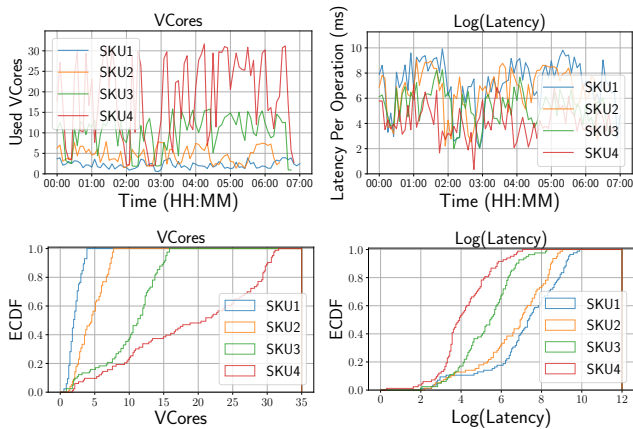 VCores
Used VCores
30
25
20
15
10
5
0
SKU1
SKU2
SKU3
SKU4
00:00 01:00 02:00 03:00 04:00 05:00 06:00 07:00
Time (HH:MM)
Log(Latency)
Latency Per Operation (ms)
10
8
6
4
2
0
SKU1
SKU2
SKU3
SKU4
00:00 01:00 02:00 03:00 04:00 05:00 06:00 07:00
Time (HH:MM)
VCores
ECDF
1.0
0.8
0.6
0.4
0.2
0.0
SKU1
SKU2
SKU3
SKU4
0 5 10 15 20 25 30 35
VCores
Log(Latency)
ECDF
1.0
0.8
0.6
0.4
0.2
0.0
SKU1
SKU2
SKU3
SKU4
0 2 4 6 8 10 12
Log(Latency)